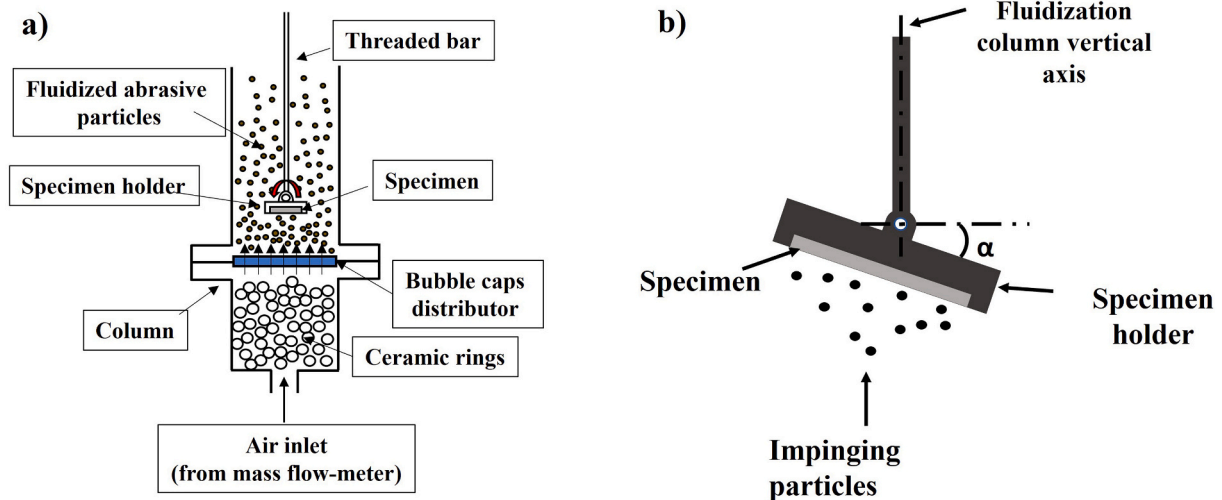 a)
Threaded bar
Fluidized abrasive
particles
Specimen holder
Specimen
Bubble caps
distributor
Column
Ceramic rings
Air inlet
(from mass flow-meter)
b)
Fluidization
column vertical
axis
α
Specimen
Specimen
holder
Impinging
particles